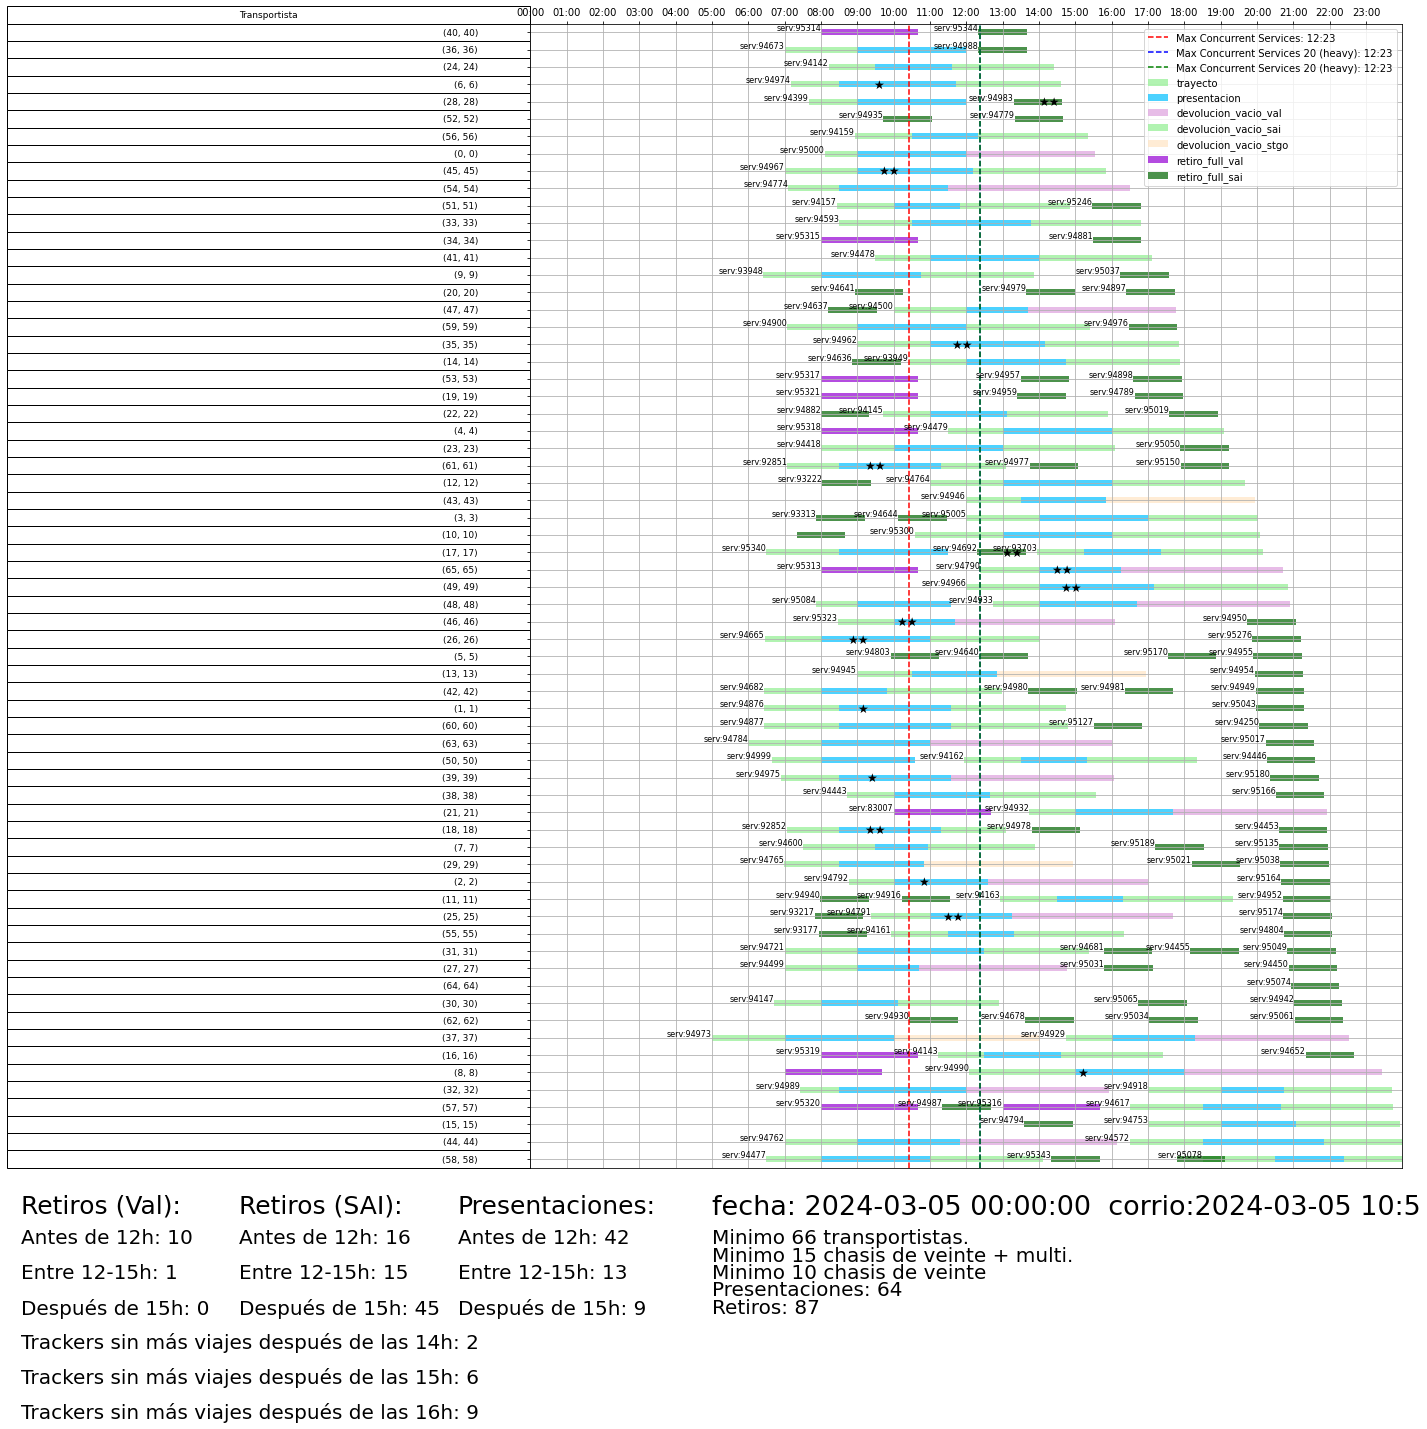 Transportista
00:00 01:00 02:00 03:00 04:00 05:00 06:00 07:00 08:00 09:00 10:00 11:00 12:00 13:00 14:00 15:00 16:00 17:00 18:00 19:00 20:00 21:00 22:00 23:00
Max Concurrent Services: 12:23
Max Concurrent Services 20 (heavy): 12:23
Max Concurrent Services 20 (heavy): 12:23
trayecto
presentacion
devolucion_vacio_val
devolucion_vacio_sai
devolucion_vacio_stgo
retiro_full_val
retiro_full_sai
(40, 40) serv:95314 serv:95344
(36, 36) serv:94673 serv:94988
(24, 24) serv:94142
(6, 6) serv:94974
(28, 28) serv:94399 serv:94983
(52, 52) serv:94935 serv:94779
(56, 56) serv:94159
(0, 0) serv:95000
(45, 45) serv:94967
(54, 54) serv:94774
(51, 51) serv:94157 serv:95246
(33, 33) serv:94593
(34, 34) serv:95315 serv:94881
(41, 41) serv:94478
(9, 9) serv:93948 serv:95037
(20, 20) serv:94641 serv:94979 serv:94897
(47, 47) serv:94637 serv:94500
(59, 59) serv:94900 serv:94976
(35, 35) serv:94962
(14, 14) serv:94636 serv:93949
(53, 53) serv:95317 serv:94957 serv:94898
(19, 19) serv:95321 serv:94959 serv:94789
(22, 22) serv:94882 serv:94145 serv:95019
(4, 4) serv:95318 serv:94479
(23, 23) serv:94418 serv:95050
(61, 61) serv:92851 serv:94977 serv:95150
(12, 12) serv:93222 serv:94764
(43, 43) serv:94946
(3, 3) serv:93313 serv:94644 serv:95005
(10, 10) serv:95300
(17, 17) serv:95340 serv:94692 serv:93703
(65, 65) serv:95313 serv:94790
(49, 49) serv:94966
(48, 48) serv:95084 serv:94933
(46, 46) serv:95323 serv:94950
(26, 26) serv:94665 serv:95276
(5, 5) serv:94803 serv:94640 serv:95170 serv:94955
(13, 13) serv:94945 serv:94954
(42, 42) serv:94682 serv:94980 serv:94981 serv:94949
(1, 1) serv:94876 serv:95043
(60, 60) serv:94877 serv:95127 serv:94250
(63, 63) serv:94784 serv:95017
(50, 50) serv:94999 serv:94162 serv:94446
(39, 39) serv:94975 serv:95180
(38, 38) serv:94443 serv:95166
(21, 21) serv:83007 serv:94932
(18, 18) serv:92852 serv:94978 serv:94453
(7, 7) serv:94600 serv:95189 serv:95135
(29, 29) serv:94765 serv:95021 serv:95038
(2, 2) serv:94792 serv:95164
(11, 11) serv:94940 serv:94916 serv:94163 serv:94952
(25, 25) serv:93217 serv:94791 serv:95174
(55, 55) serv:93177 serv:94161 serv:94804
(31, 31) serv:94721 serv:94681 serv:94455 serv:95049
(27, 27) serv:94499 serv:95031 serv:94450
(64, 64) serv:95074
(30, 30) serv:94147 serv:95065 serv:94942
(62, 62) serv:94930 serv:94678 serv:95034 serv:95061
(37, 37) serv:94973 serv:94929
(16, 16) serv:95319 serv:94143 serv:94652
(8, 8) serv:94990
(32, 32) serv:94989 serv:94918
(57, 57) serv:95320 serv:94987 serv:95316 serv:94617
(15, 15) serv:94794 serv:94753
(44, 44) serv:94762 serv:94572
(58, 58) serv:94477 serv:95343 serv:95078
Retiros (Val): Retiros (SAI): Presentaciones: fecha: 2024-03-05 00:00:00 corrio:2024-03-05 10:5
Antes de 12h: 10 Antes de 12h: 16 Antes de 12h: 42 Minimo 66 transportistas.
Minimo 15 chasis de veinte + multi.
Entre 12-15h: 1 Entre 12-15h: 15 Entre 12-15h: 13 Minimo 10 chasis de veinte
Presentaciones: 64
Después de 15h: 0 Después de 15h: 45 Después de 15h: 9 Retiros: 87
Trackers sin más viajes después de las 14h: 2
Trackers sin más viajes después de las 15h: 6
Trackers sin más viajes después de las 16h: 9